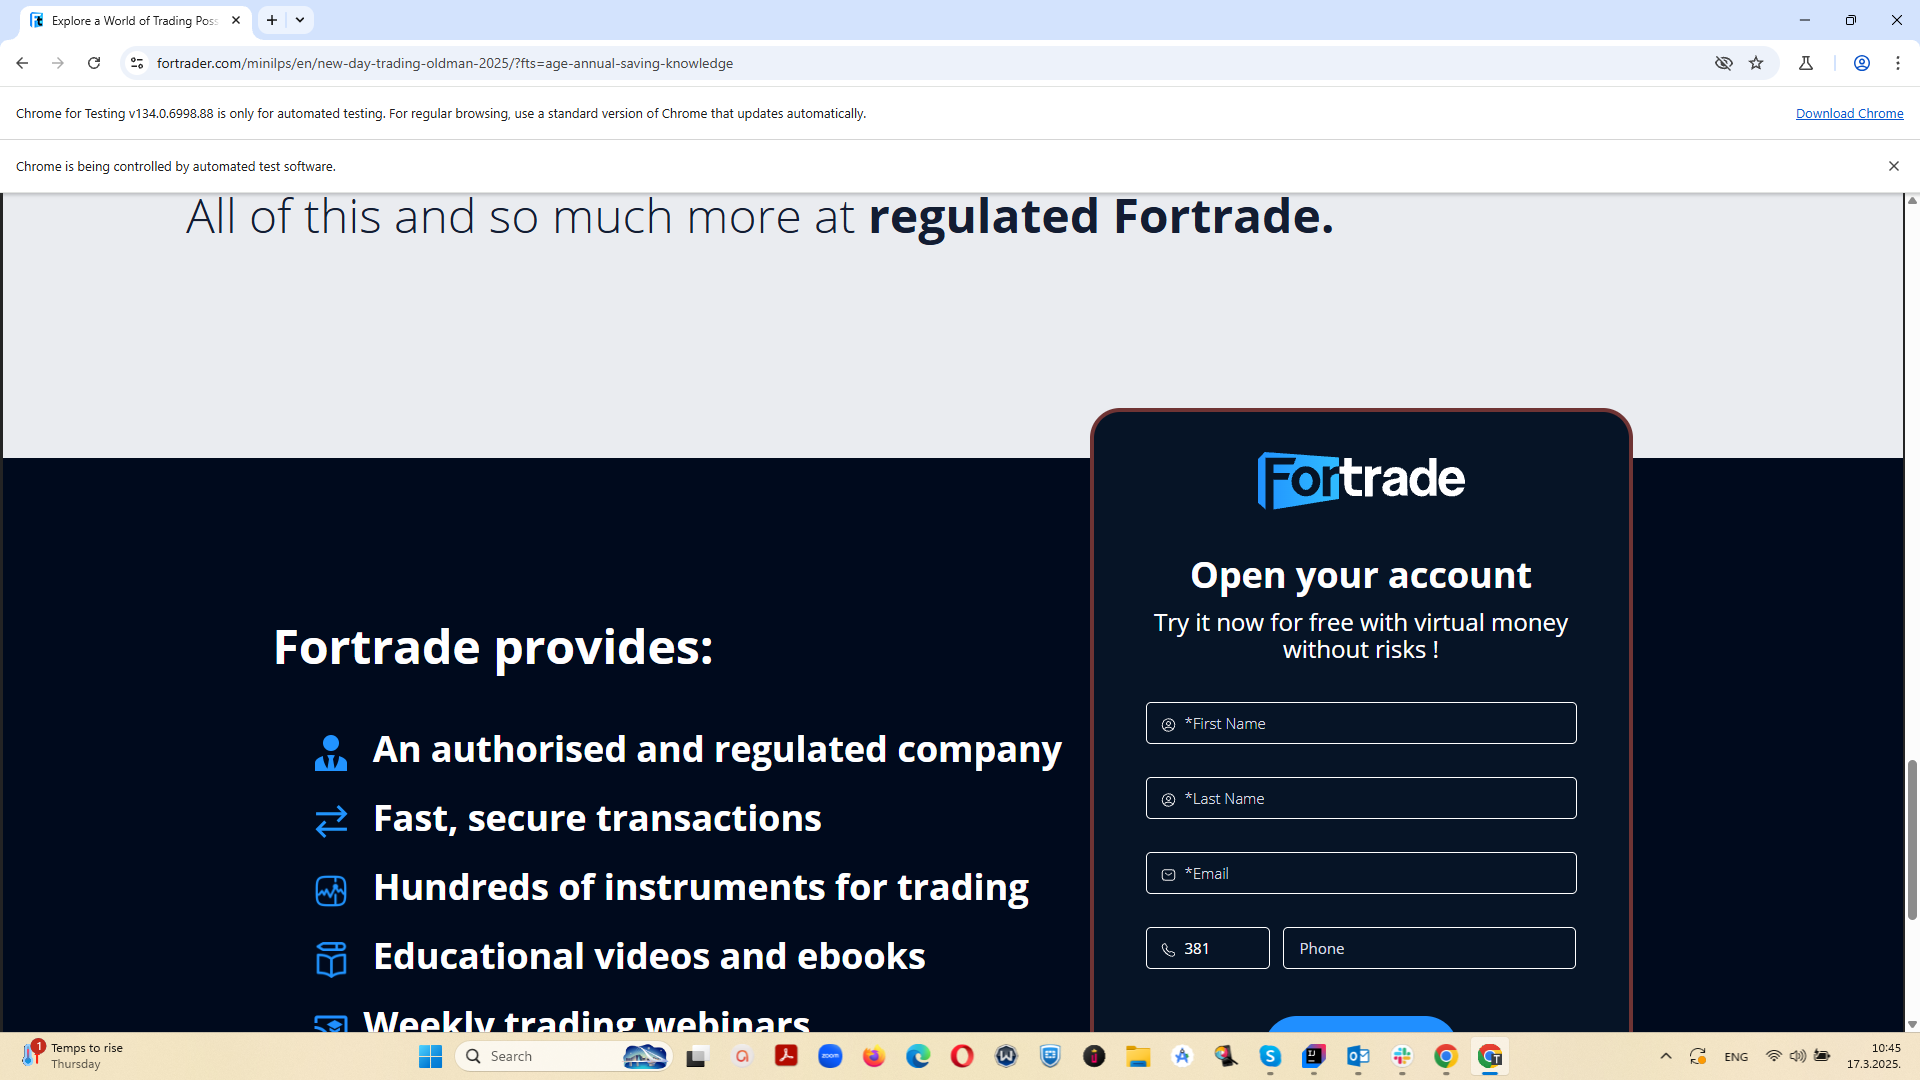 Explore a World of Trading Poss
fortrader.com/minilps/en/new-day-trading-oldman-2025/?fts=age-annual-saving-knowledge
Chrome for Testing v134.0.6998.88 is only for automated testing. For regular browsing, use a standard version of Chrome that updates automatically.
Download Chrome
Chrome is being controlled by automated test software.
All of this and so much more at regulated Fortrade.
Fortrade
Open your account
Try it now for free with virtual money
without risks !
*First Name
*Last Name
*Email
381
Phone
Fortrade provides:
An authorised and regulated company
Fast, secure transactions
Hundreds of instruments for trading
Educational videos and ebooks
Weekly trading webinars
1
Temps to rise
Thursday
Search
zoom
ENG
10:45
17.3.2025.